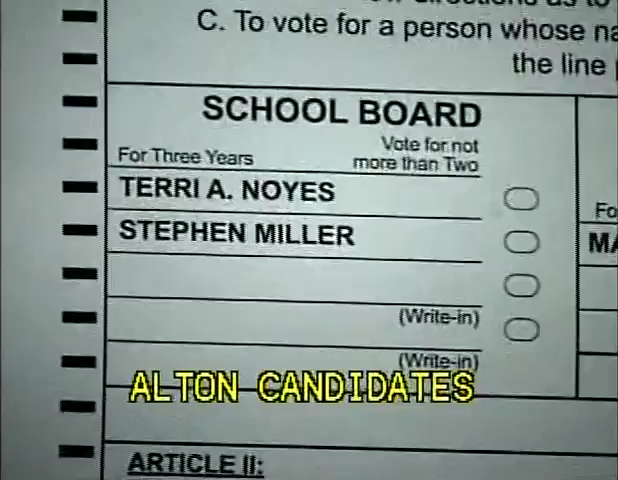 C. To vote for a person whose
the line
SCHOOL BOARD
Vote for not
For Three Years
more than Two
TERRI A. NOYES
STEPHEN MILLER
(Write-in)
(Write-in)
ALTON CANDIDATES
ARTICLE II: